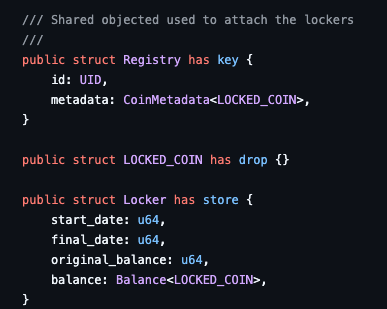 /// Shared objected used to attach the lockers
///
public struct Registry has key {
    id: UID,
    metadata: CoinMetadata<LOCKED_COIN>,
}

public struct LOCKED_COIN has drop {}

public struct Locker has store {
    start_date: u64,
    final_date: u64,
    original_balance: u64,
    balance: Balance<LOCKED_COIN>,
}